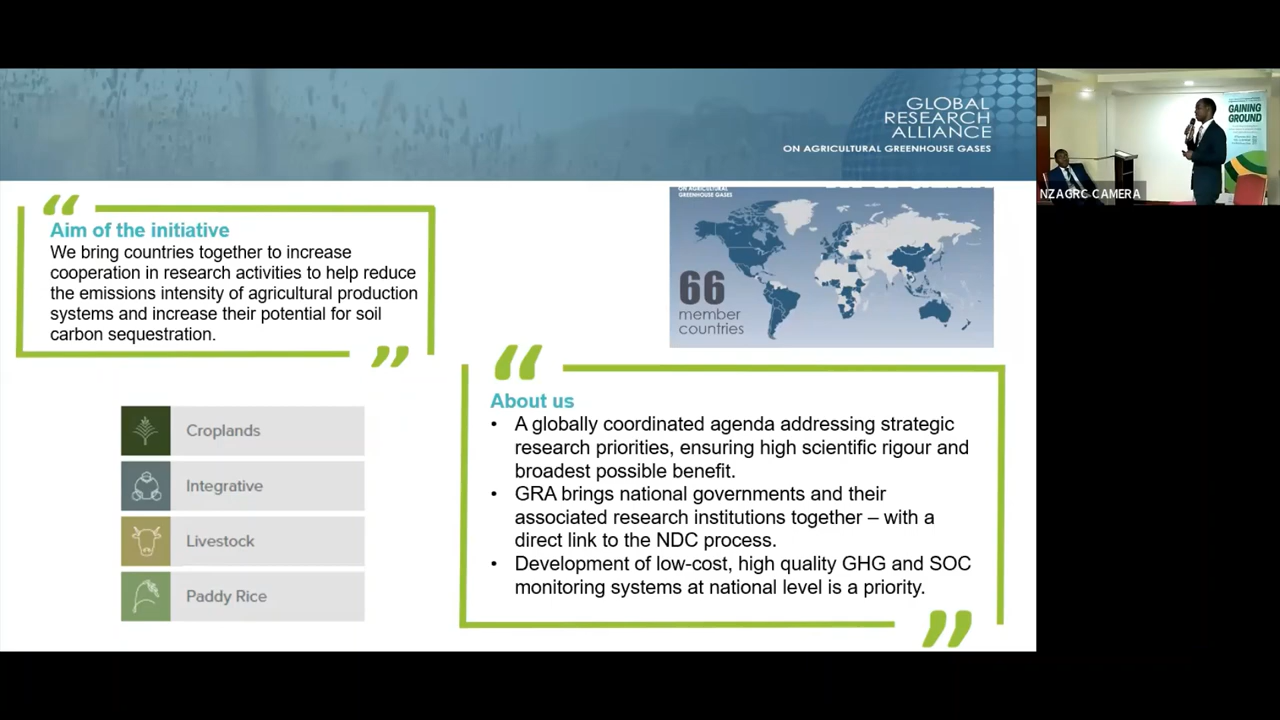 GLOBAL
RESEARCH
ALLIANCE
ON AGRICULTURAL GREENHOUSE GASES
GAINING
GROUND
NZAGRC CAMERA
“
Aim of the initiative
We bring countries together to increase
cooperation in research activities to help reduce
the emissions intensity of agricultural production
systems and increase their potential for soil
carbon sequestration.
”
ON AGRICULTURAL
GREENHOUSE GASES
66
member
countries
Croplands
Integrative
Livestock
Paddy Rice
“
About us
• A globally coordinated agenda addressing strategic
research priorities, ensuring high scientific rigour and
broadest possible benefit.
• GRA brings national governments and their
associated research institutions together – with a
direct link to the NDC process.
• Development of low-cost, high quality GHG and SOC
monitoring systems at national level is a priority.
”